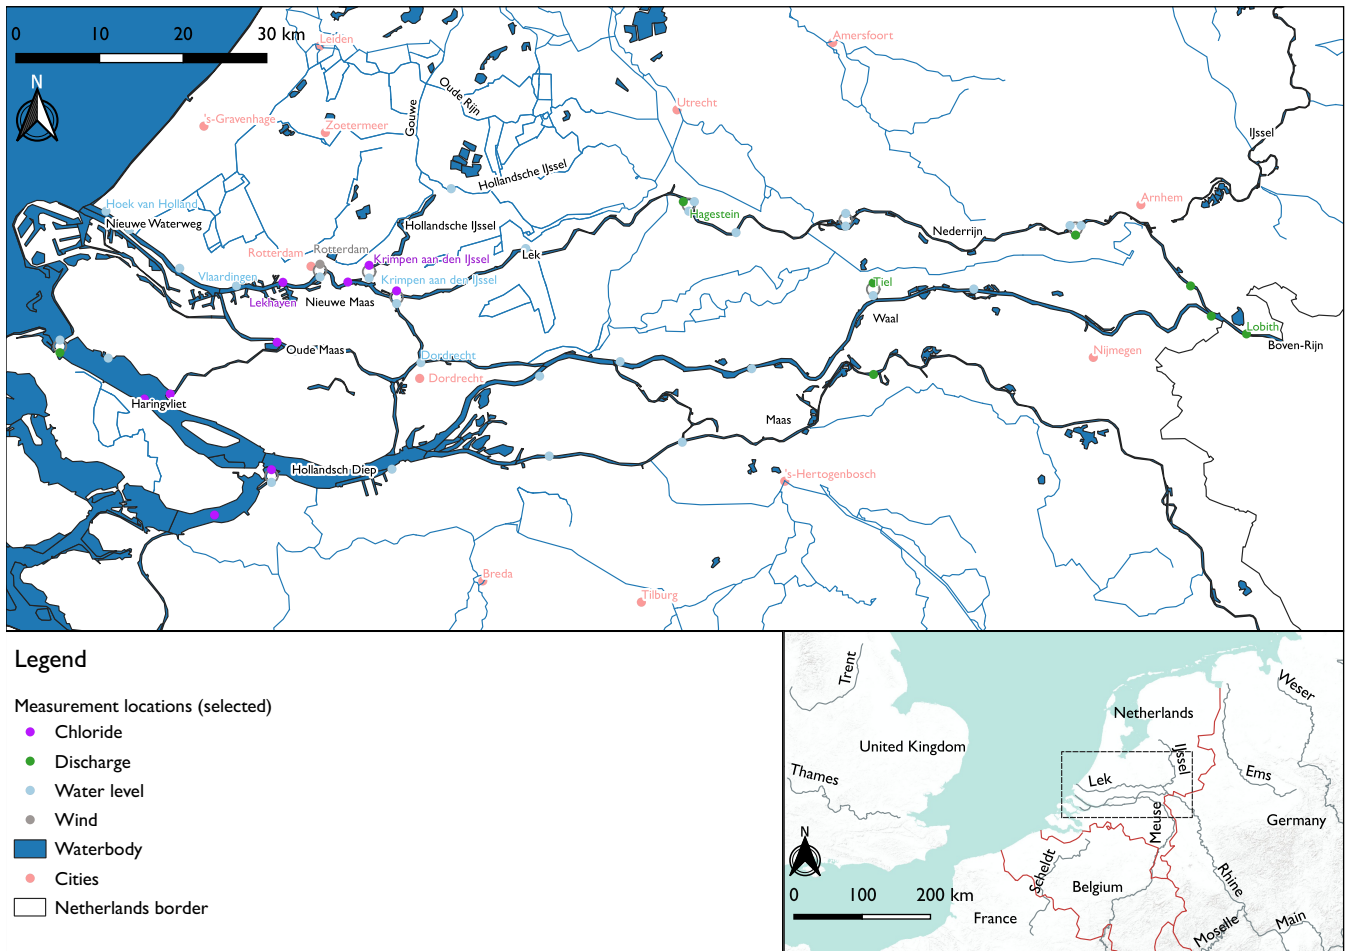 0 10 20 30 km
N
Leiden
Amersfoort
Oude Rijn
Gouwe
Utrecht
's-Gravenhage
Zoetermeer
IJssel
Hollandsche IJssel
Arnhem
Hoek van Holland
Nieuwe Waterweg
Hagestein
Hollandsche IJssel
Nederrijn
Rotterdam
Rotterdam
Krimpen aan den IJssel
Lek
Vlaardingen
Krimpen aan den IJssel
Tiel
Lekhaven
Nieuwe Maas
Waal
Lobith
Boven-Rijn
Oude Maas
Dordrecht
Nijmegen
Dordrecht
Haringvliet
Maas
Hollandsch Diep
's-Hertogenbosch
Breda
Tilburg
Legend
Measurement locations (selected)
Chloride
Discharge
Water level
Wind
Waterbody
Cities
Netherlands border
Trent
Weser
Netherlands
United Kingdom
IJssel
Thames
Lek
Ems
Meuse
Germany
N
Scheldt
Rhine
Belgium
0 100 200 km
France
Moselle
Main